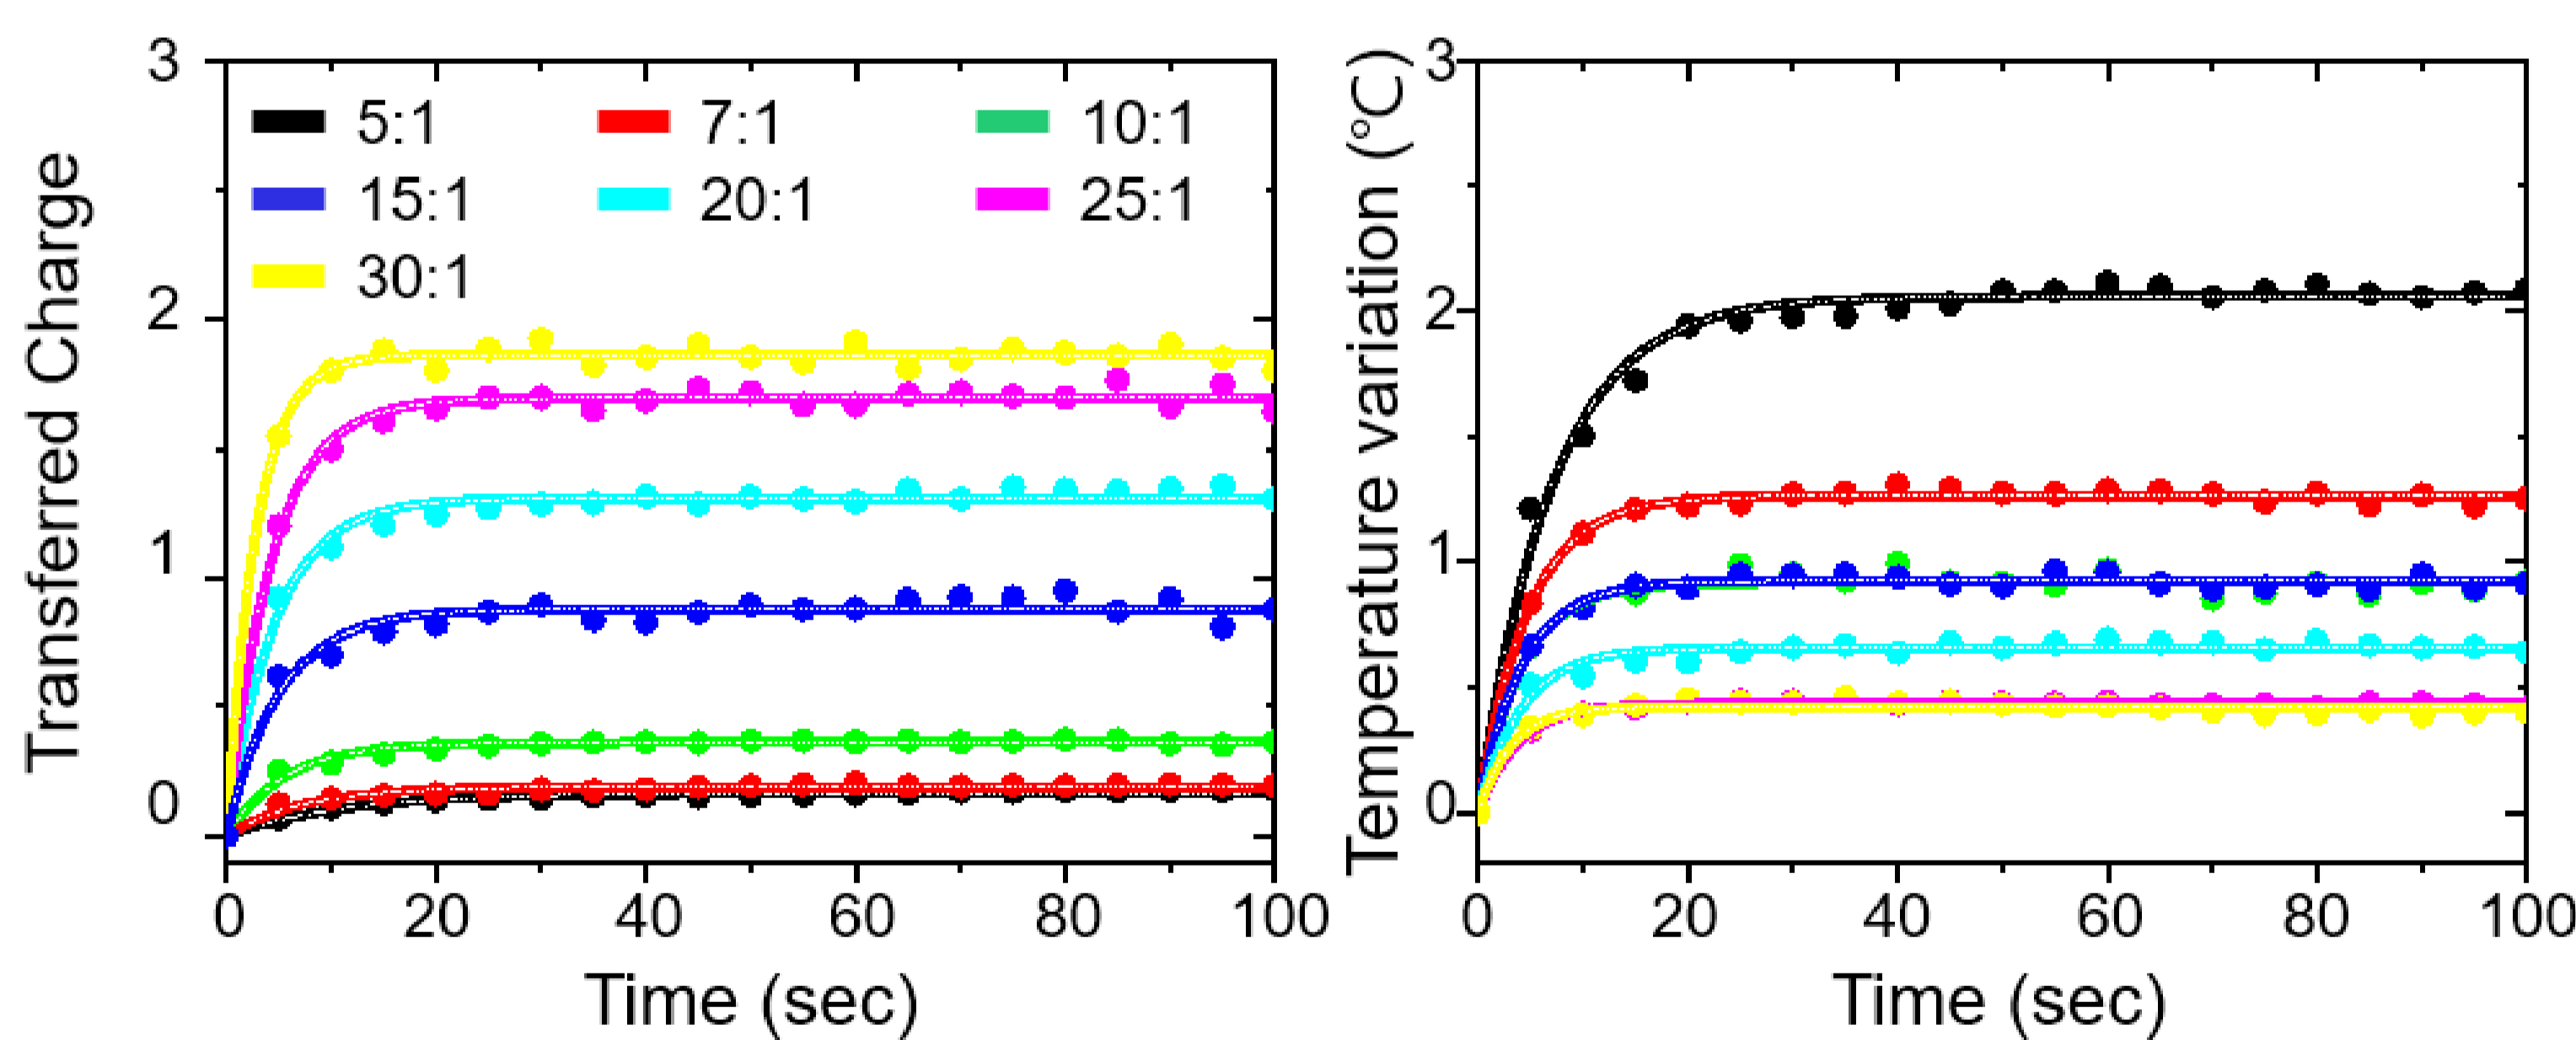 Transferred Charge
3
2
1
0
5:1 7:1 10:1
15:1 20:1 25:1
30:1
0 20 40 60 80 100
Time (sec)
Temperature variation (°C)
3
2
1
0
0 20 40 60 80 100
Time (sec)